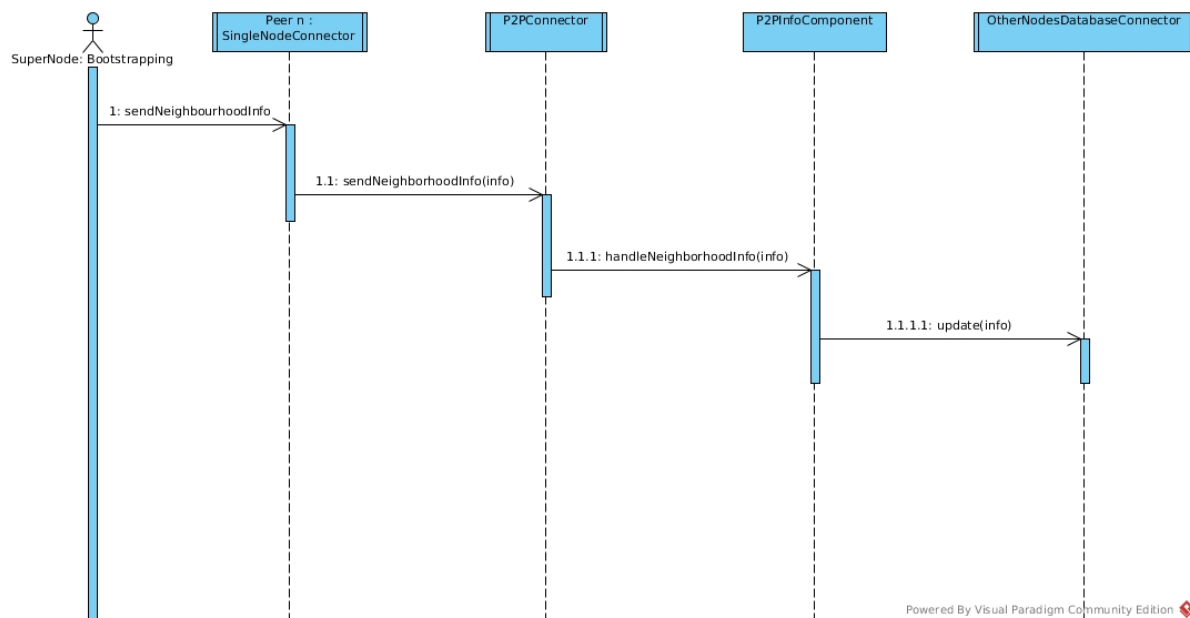 Peer n :
SingleNodeConnector
P2PConnector
P2PInfoComponent
OtherNodesDatabaseConnector
SuperNode: Bootstrapping
1: sendNeighbourhoodInfo
1.1: sendNeighborhoodInfo(info)
1.1.1: handleNeighborhoodInfo(info)
1.1.1.1: update(info)
Powered By Visual Paradigm Community Edition